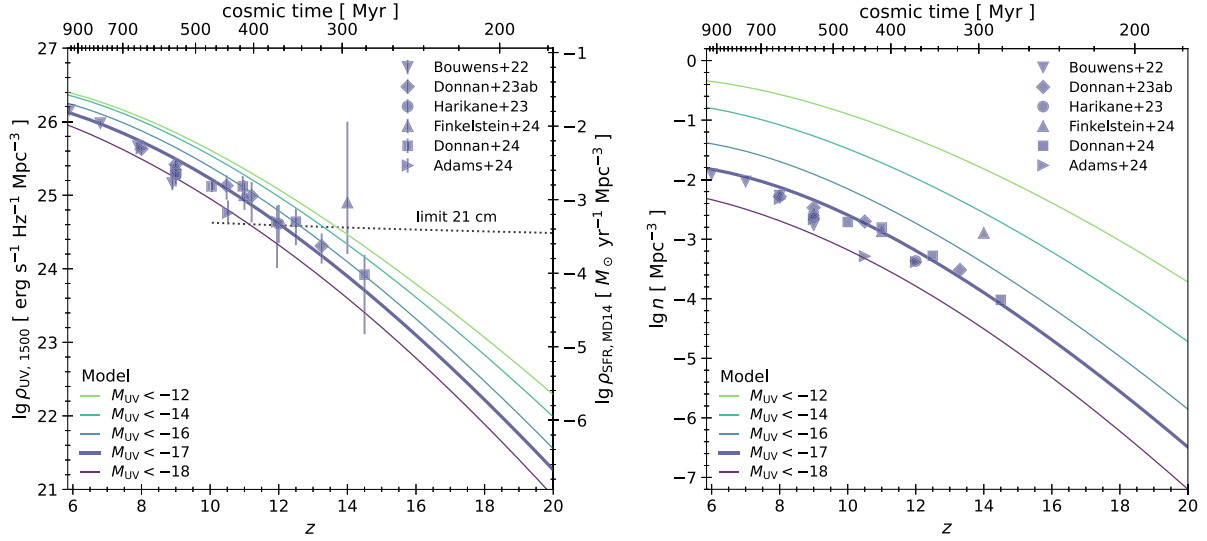 cosmic time [ Myr ]
900 700 500 400 300 200
27
26
25
24
23
22
21
lg ρUV, 1500 [ erg s−1 Hz−1 Mpc−3 ]
Bouwens+22
Donnan+23ab
Harikane+23
Finkelstein+24
Donnan+24
Adams+24
limit 21 cm
Model
MUV < −12
MUV < −14
MUV < −16
MUV < −17
MUV < −18
−1
−2
−3
−4
−5
−6
lg ρSFR, MD14 [ M⊙ yr−1 Mpc−3 ]
6 8 10 12 14 16 18 20
z
cosmic time [ Myr ]
900 700 500 400 300 200
0
−1
−2
−3
−4
−5
−6
−7
lg n [ Mpc−3 ]
Bouwens+22
Donnan+23ab
Harikane+23
Finkelstein+24
Donnan+24
Adams+24
Model
MUV < −12
MUV < −14
MUV < −16
MUV < −17
MUV < −18
6 8 10 12 14 16 18 20
z